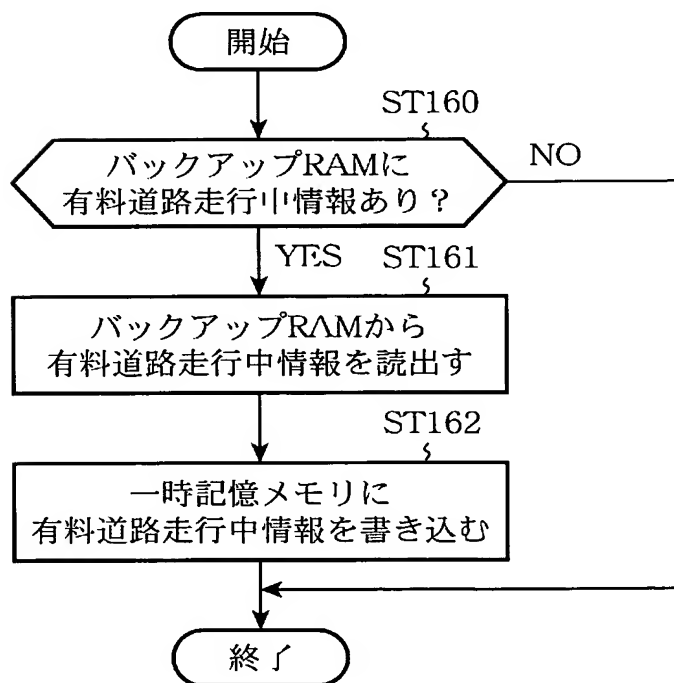 開始
ST160
バックアップRAMに
有料道路走行中情報あり？
NO
YES
ST161
バックアップRAMから
有料道路走行中情報を読出す
ST162
一時記憶メモリに
有料道路走行中情報を書き込む
終了